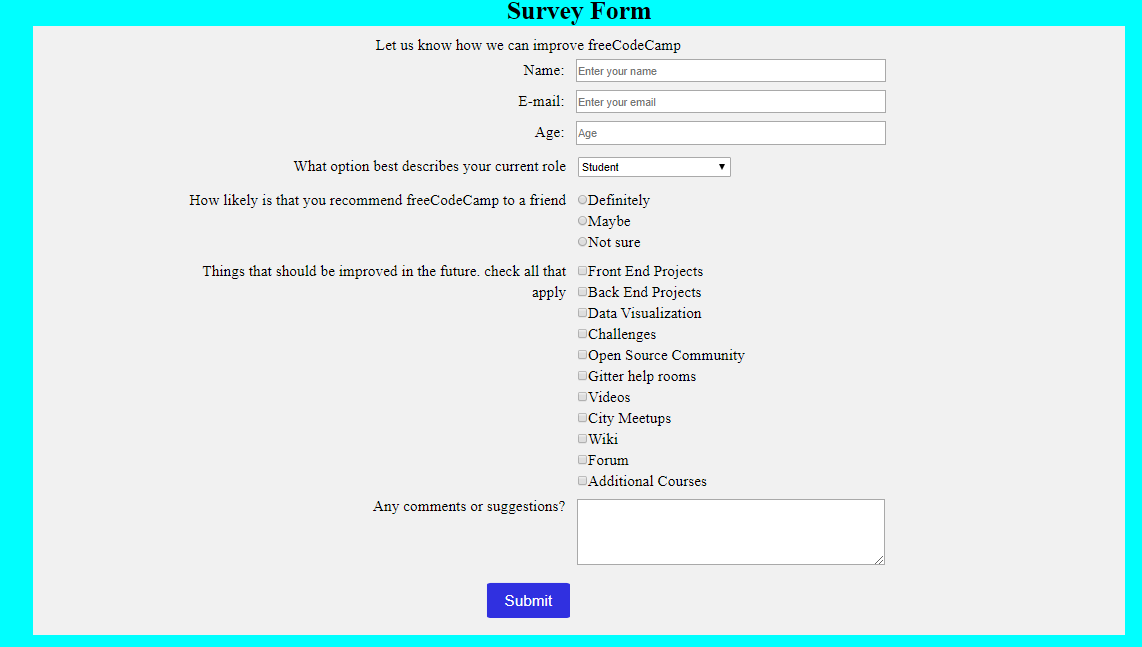 Survey Form
Let us know how we can improve freeCodeCamp
Name: Enter your name
E-mail: Enter your email
Age: Age
What option best describes your current role Student
How likely is that you recommend freeCodeCamp to a friend Definitely
Maybe
Not sure
Things that should be improved in the future. check all that Front End Projects
apply Back End Projects
Data Visualization
Challenges
Open Source Community
Gitter help rooms
Videos
City Meetups
Wiki
Forum
Additional Courses
Any comments or suggestions?
Submit